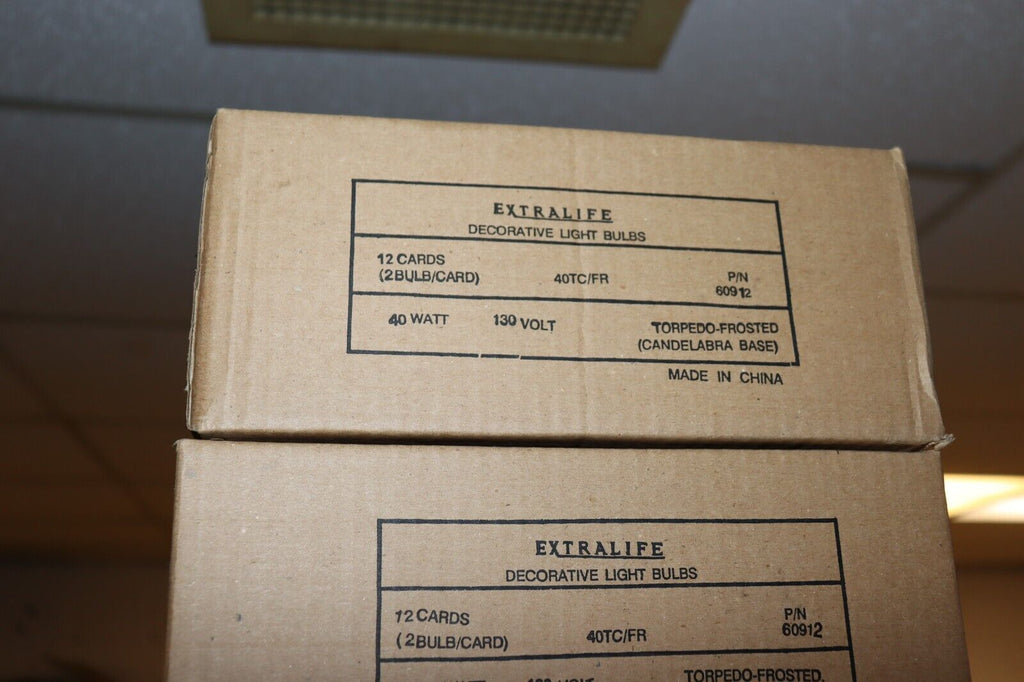 EXTRALIFE
DECORATIVE LIGHT BULBS
12 CARDS
(2BULB/CARD) 40TC/FR P/N
60912
40 WATT 130 VOLT TORPEDO-FROSTED
(CANDELABRA BASE)
MADE IN CHINA
EXTRALIFE
DECORATIVE LIGHT BULBS
12 CARDS P/N
(2BULB/CARD) 40TC/FR 60912
TORPEDO-FROSTED